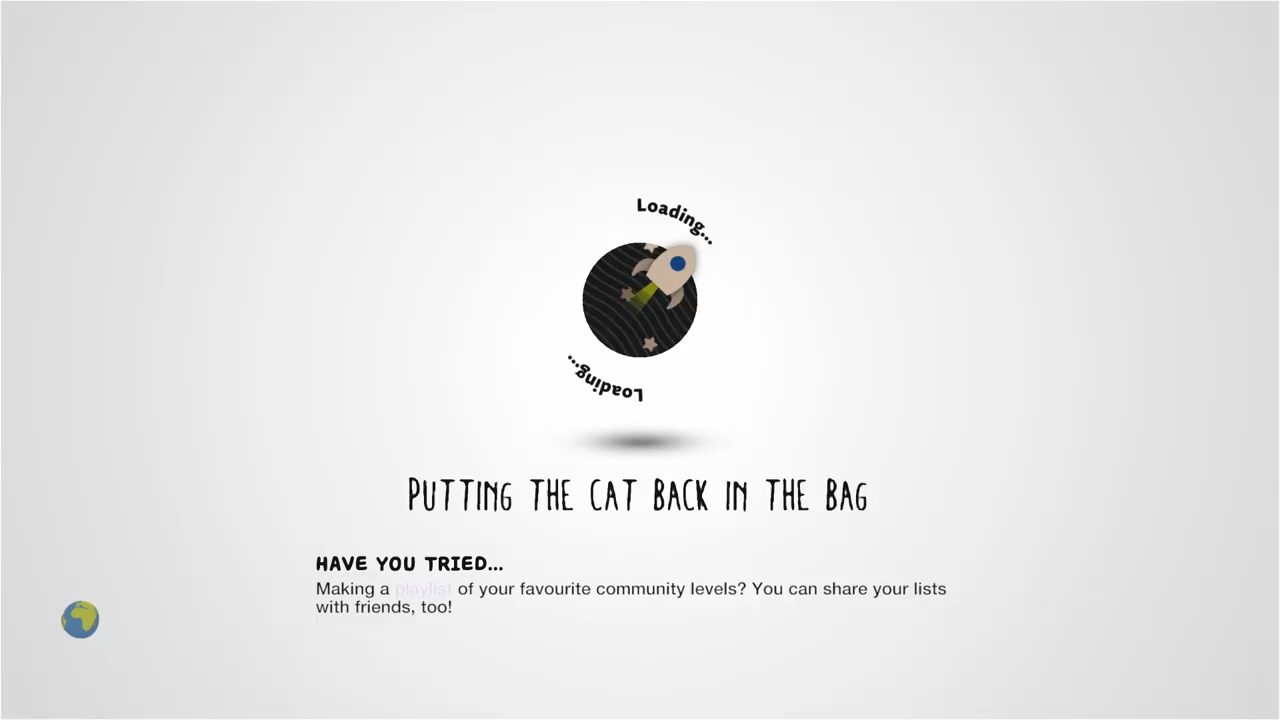 Loading...
Loading...
PUTTING THE CAT BACK IN THE BAG
HAVE YOU TRIED...
Making a playlist of your favourite community levels? You can share your lists
with friends, too!